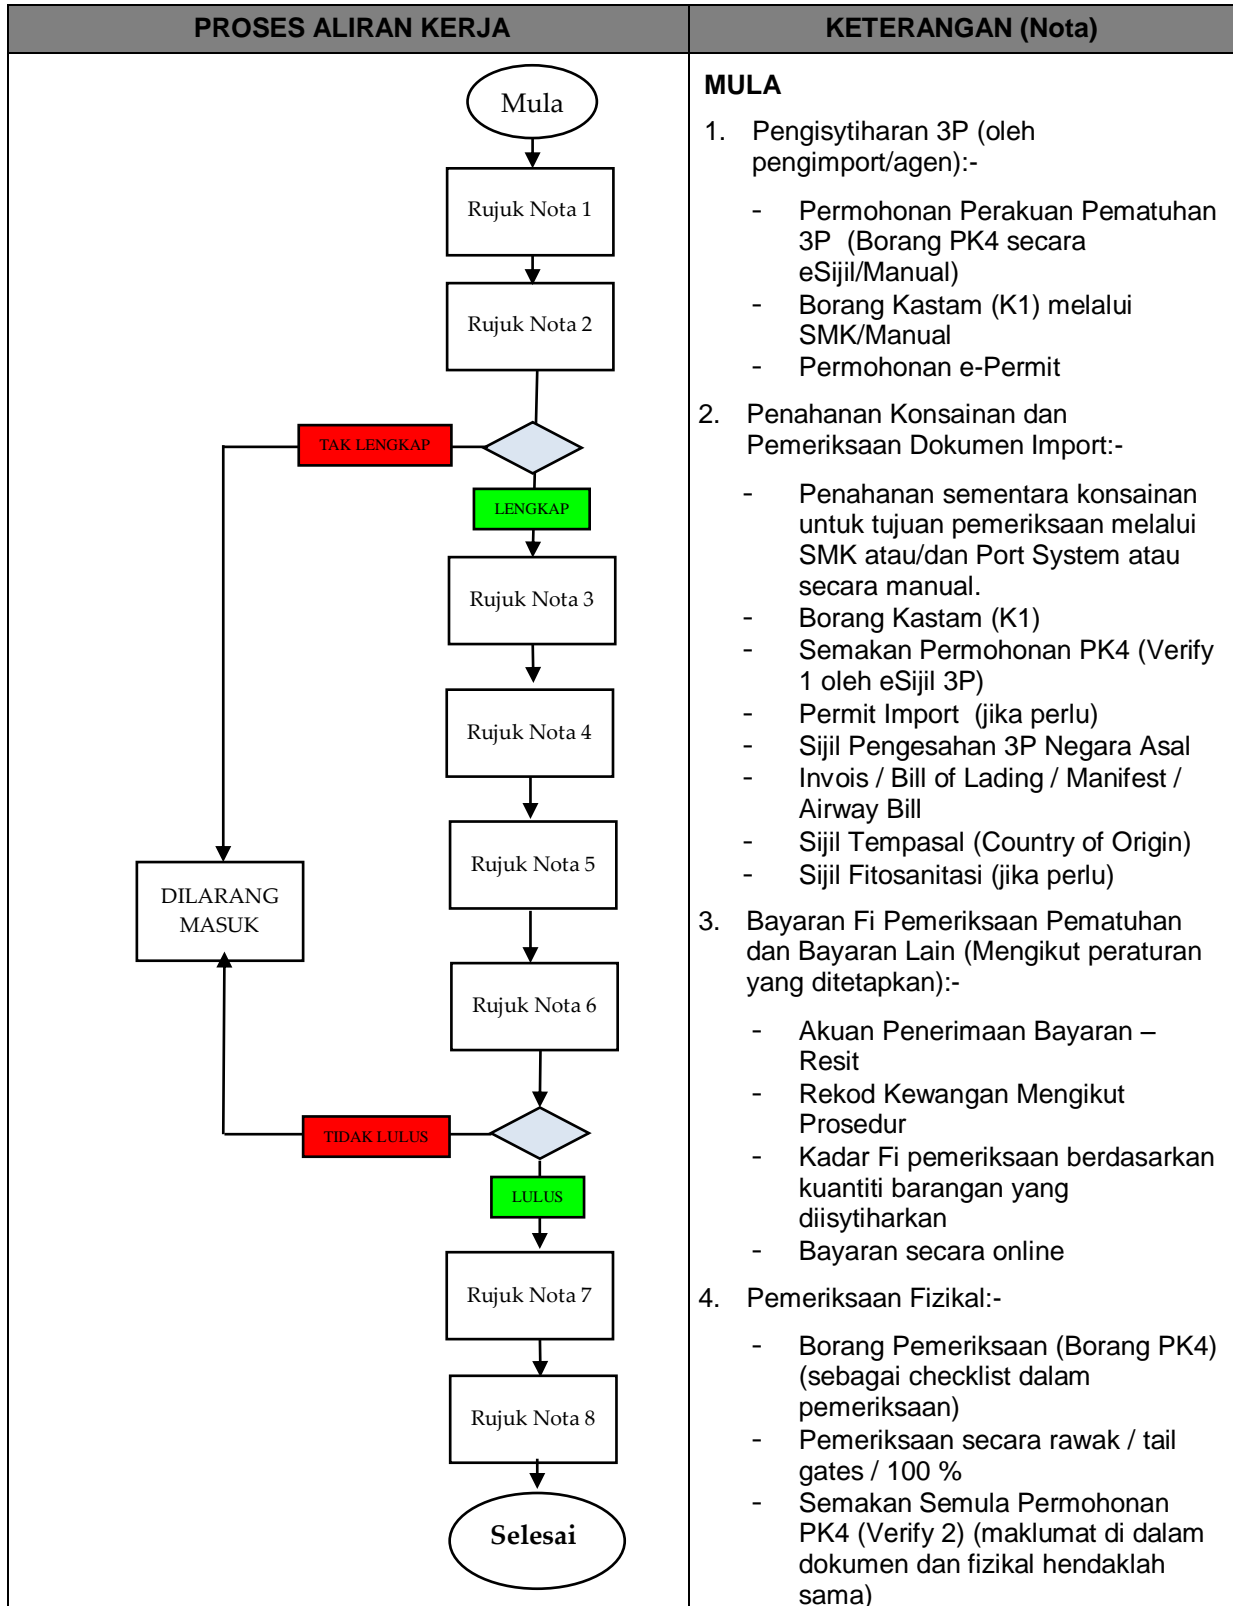 PROSES ALIRAN KERJA
KETERANGAN (Nota)
Mula
Rujuk Nota 1
Rujuk Nota 2
TAK LENGKAP
LENGKAP
Rujuk Nota 3
Rujuk Nota 4
Rujuk Nota 5
DILARANG
MASUK
Rujuk Nota 6
TIDAK LULUS
LULUS
Rujuk Nota 7
Rujuk Nota 8
Selesai
MULA
1. Pengisytiharan 3P (oleh
pengimport/agen):-
- Permohonan Perakuan Pematuhan
3P (Borang PK4 secara
eSijil/Manual)
- Borang Kastam (K1) melalui
SMK/Manual
- Permohonan e-Permit
2. Penahanan Konsainan dan
Pemeriksaan Dokumen Import:-
- Penahanan sementara konsainan
untuk tujuan pemeriksaan melalui
SMK atau/dan Port System atau
secara manual.
- Borang Kastam (K1)
- Semakan Permohonan PK4 (Verify
1 oleh eSijil 3P)
- Permit Import (jika perlu)
- Sijil Pengesahan 3P Negara Asal
- Invois / Bill of Lading / Manifest /
Airway Bill
- Sijil Tempasal (Country of Origin)
- Sijil Fitosanitasi (jika perlu)
3. Bayaran Fi Pemeriksaan Pematuhan
dan Bayaran Lain (Mengikut peraturan
yang ditetapkan):-
- Akuan Penerimaan Bayaran –
Resit
- Rekod Kewangan Mengikut
Prosedur
- Kadar Fi pemeriksaan berdasarkan
kuantiti barangan yang
diisytiharkan
- Bayaran secara online
4. Pemeriksaan Fizikal:-
- Borang Pemeriksaan (Borang PK4)
(sebagai checklist dalam
pemeriksaan)
- Pemeriksaan secara rawak / tail
gates / 100 %
- Semakan Semula Permohonan
PK4 (Verify 2) (maklumat di dalam
dokumen dan fizikal hendaklah
sama)